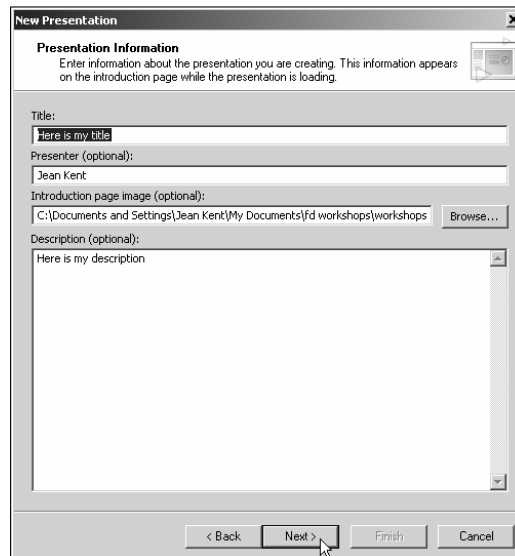 New Presentation
Presentation Information
Enter information about the presentation you are creating. This information appears
on the introduction page while the presentation is loading.
Title:
Here is my title
Presenter (optional):
Jean Kent
Introduction page image (optional):
C:\Documents and Settings\Jean Kent\My Documents\fd workshops\workshops
Browse...
Description (optional):
Here is my description
< Back Next > Finish Cancel